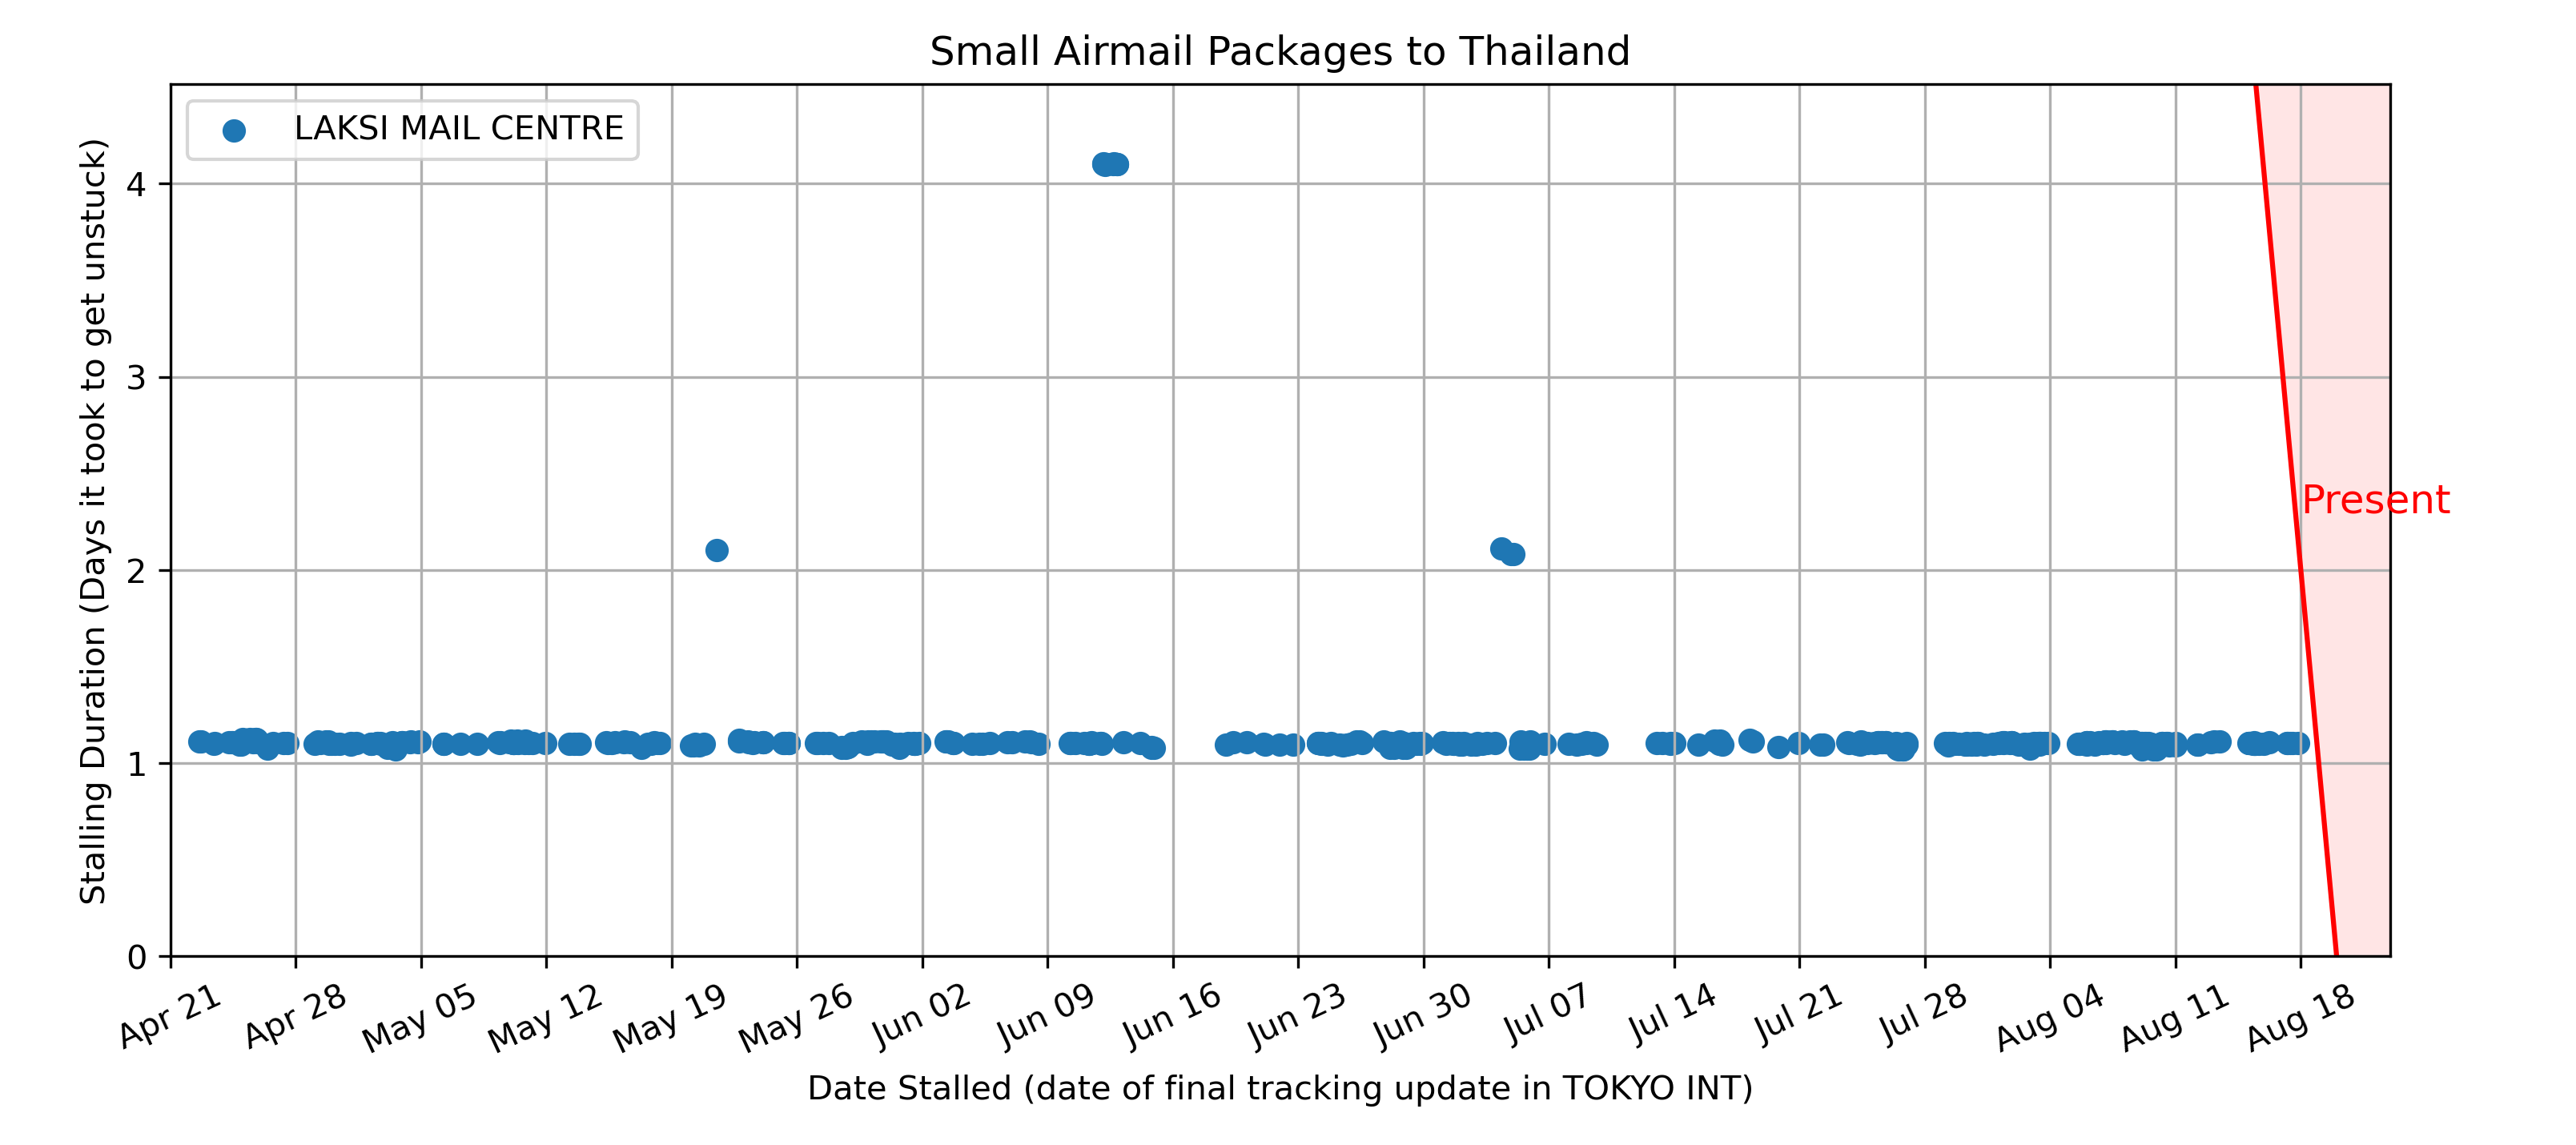 Small Airmail Packages to Thailand
LAKSI MAIL CENTRE
Stalling Duration (Days it took to get unstuck)
4
3
2
1
0
Present
Apr 21
Apr 28
May 05
May 12
May 19
May 26
Jun 02
Jun 09
Jun 16
Jun 23
Jun 30
Jul 07
Jul 14
Jul 21
Jul 28
Aug 04
Aug 11
Aug 18
Date Stalled (date of final tracking update in TOKYO INT)